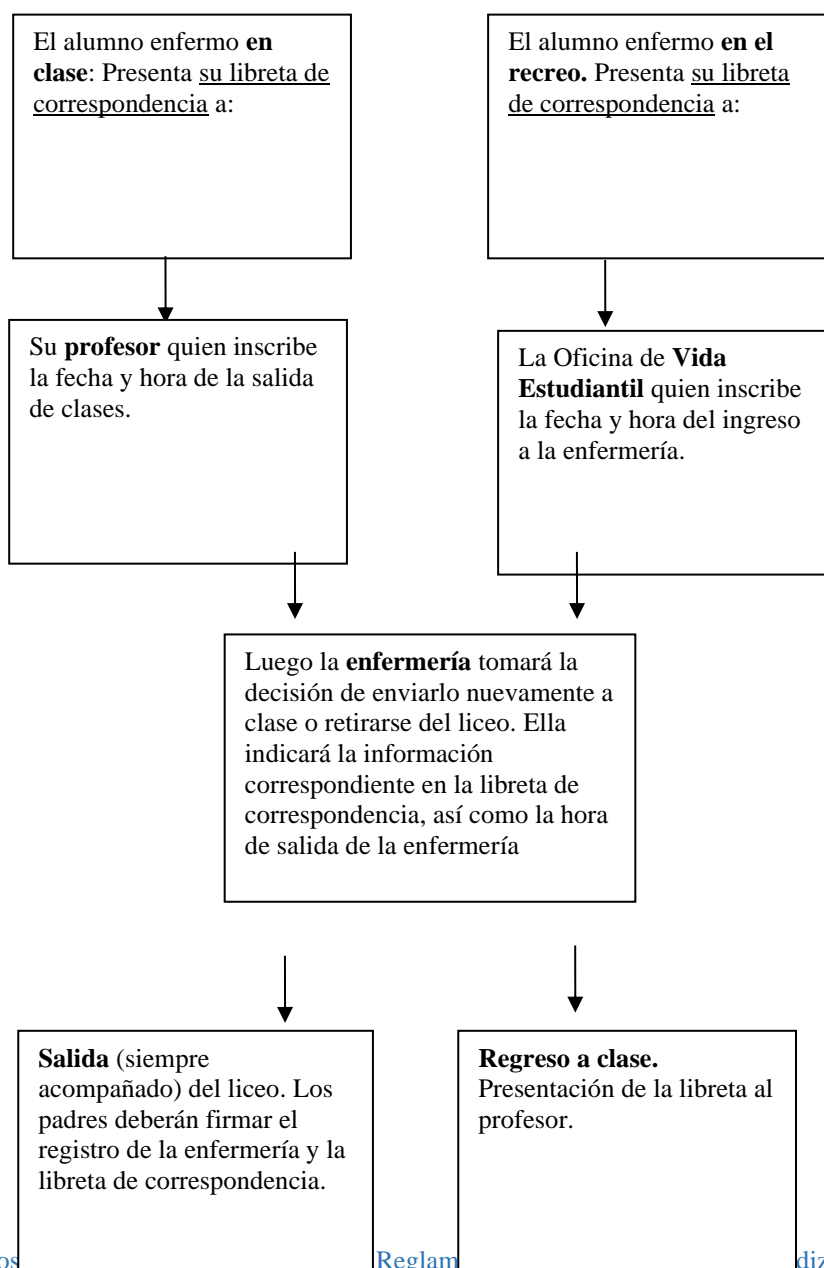 El alumno enfermo en
clase: Presenta su libreta de
correspondencia a:
El alumno enfermo en el
recreo. Presenta su libreta
de correspondencia a:
Su profesor quien inscribe
la fecha y hora de la salida
de clases.
La Oficina de Vida
Estudiantil quien inscribe
la fecha y hora del ingreso
a la enfermería.
Luego la enfermería tomará la
decisión de enviarlo nuevamente a
clase o retirarse del liceo. Ella
indicará la información
correspondiente en la libreta de
correspondencia, así como la hora
de salida de la enfermería
Salida (siempre
acompañado) del liceo. Los
padres deberán firmar el
registro de la enfermería y la
libreta de correspondencia.
Regreso a clase.
Presentación de la libreta al
profesor.